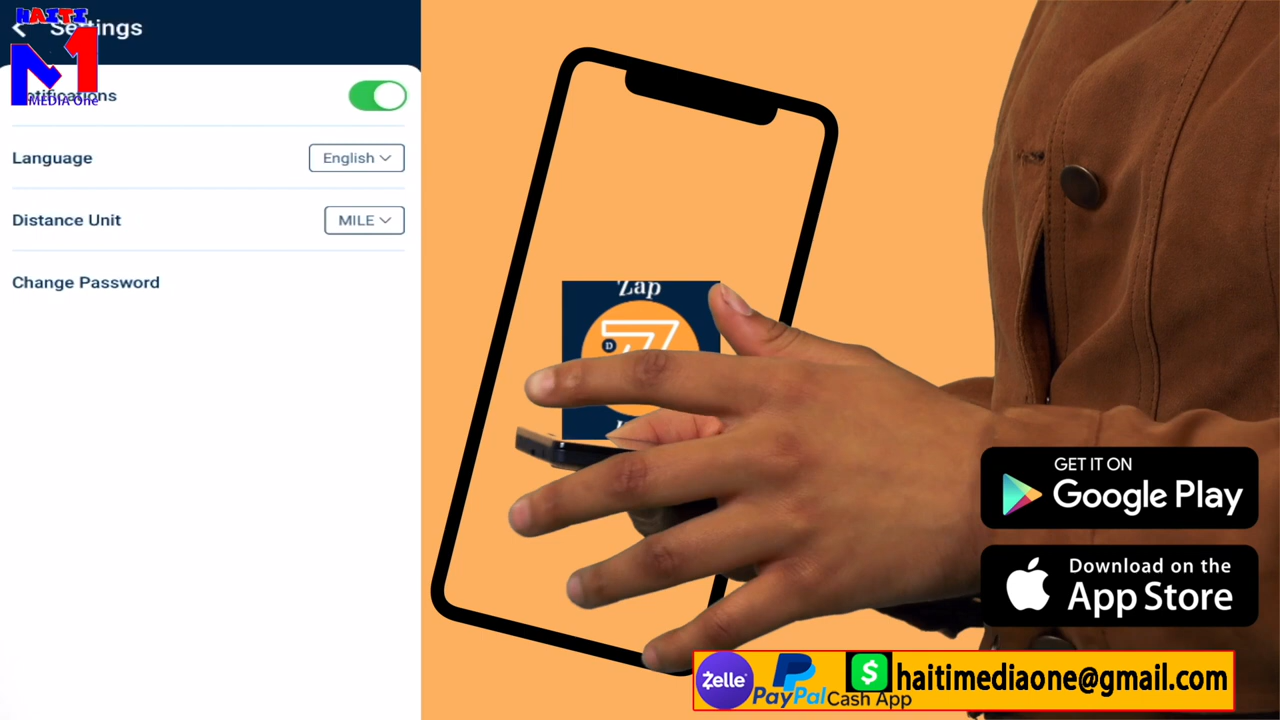 HAITI
M1
MEDIA One
Settings
Notifications
Language
English
Distance Unit
MILE
Change Password
Zap
D
GET IT ON
Google Play
Download on the
App Store
Zelle
PayPal
$
Cash App
haitimediaone@gmail.com